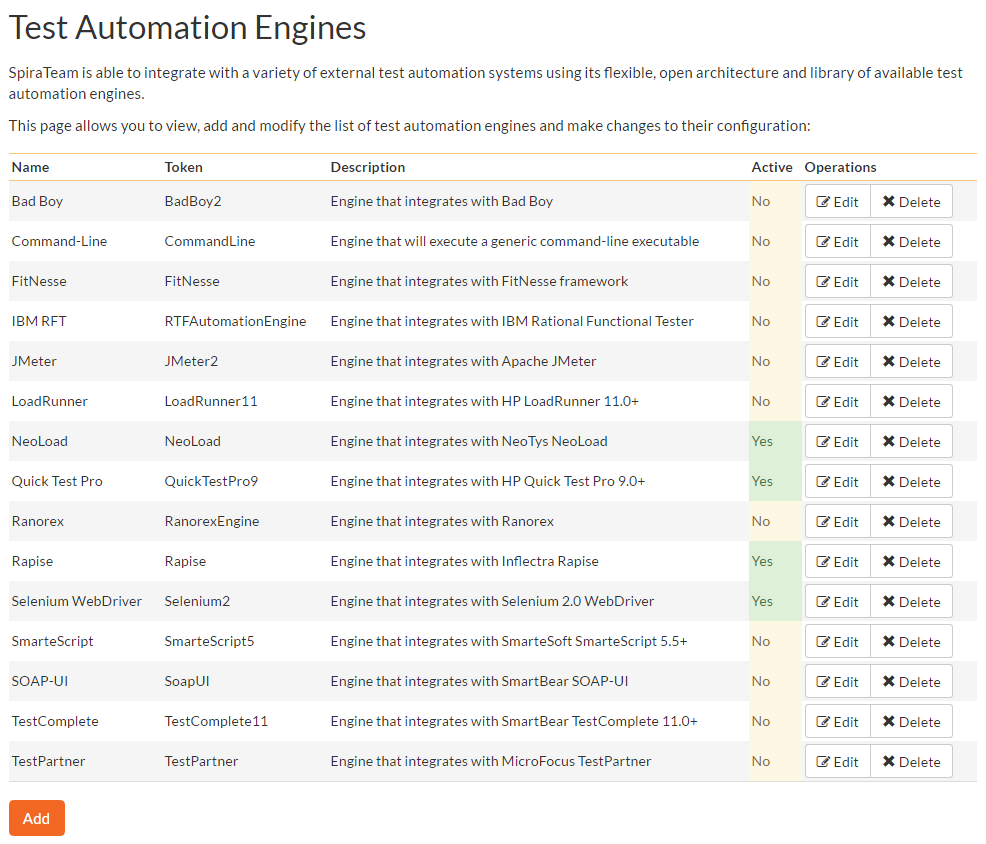 Test Automation Engines
SpiraTeam is able to integrate with a variety of external test automation systems using its flexible, open architecture and library of available test
automation engines.
This page allows you to view, add and modify the list of test automation engines and make changes to their configuration:
Name Token Description Active Operations
Bad Boy BadBoy2 Engine that integrates with Bad Boy No Edit Delete
Command-Line CommandLine Engine that will execute a generic command-line executable No Edit Delete
FitNesse FitNesse Engine that integrates with FitNesse framework No Edit Delete
IBM RFT RTFAutomationEngine Engine that integrates with IBM Rational Functional Tester No Edit Delete
JMeter JMeter2 Engine that integrates with Apache JMeter No Edit Delete
LoadRunner LoadRunner11 Engine that integrates with HP LoadRunner 11.0+ No Edit Delete
NeoLoad NeoLoad Engine that integrates with NeoTys NeoLoad Yes Edit Delete
Quick Test Pro QuickTestPro9 Engine that integrates with HP Quick Test Pro 9.0+ Yes Edit Delete
Ranorex RanorexEngine Engine that integrates with Ranorex No Edit Delete
Rapise Rapise Engine that integrates with Inflectra Rapise Yes Edit Delete
Selenium WebDriver Selenium2 Engine that integrates with Selenium 2.0 WebDriver Yes Edit Delete
SmarteScript SmarteScript5 Engine that integrates with SmarteSoft SmarteScript 5.5+ No Edit Delete
SOAP-UI SoapUI Engine that integrates with SmartBear SOAP-UI No Edit Delete
TestComplete TestComplete11 Engine that integrates with SmartBear TestComplete 11.0+ No Edit Delete
TestPartner TestPartner Engine that integrates with MicroFocus TestPartner No Edit Delete
Add